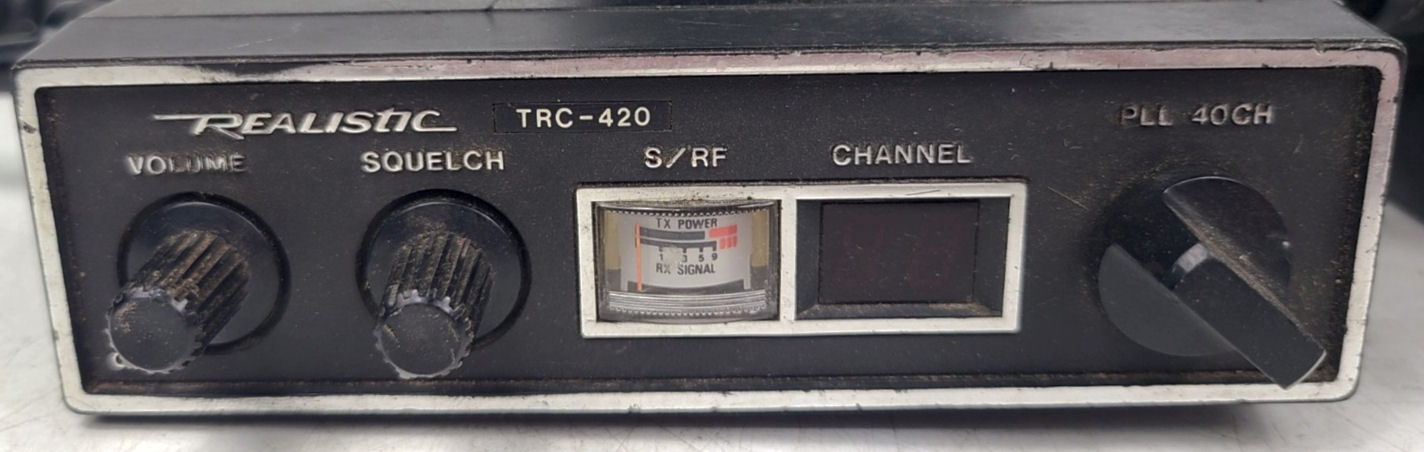 REALISTIC TRC-420
PLL 40CH
VOLUME
SQUELCH
S/RF
CHANNEL
TX POWER
1 3 5 9
RX SIGNAL